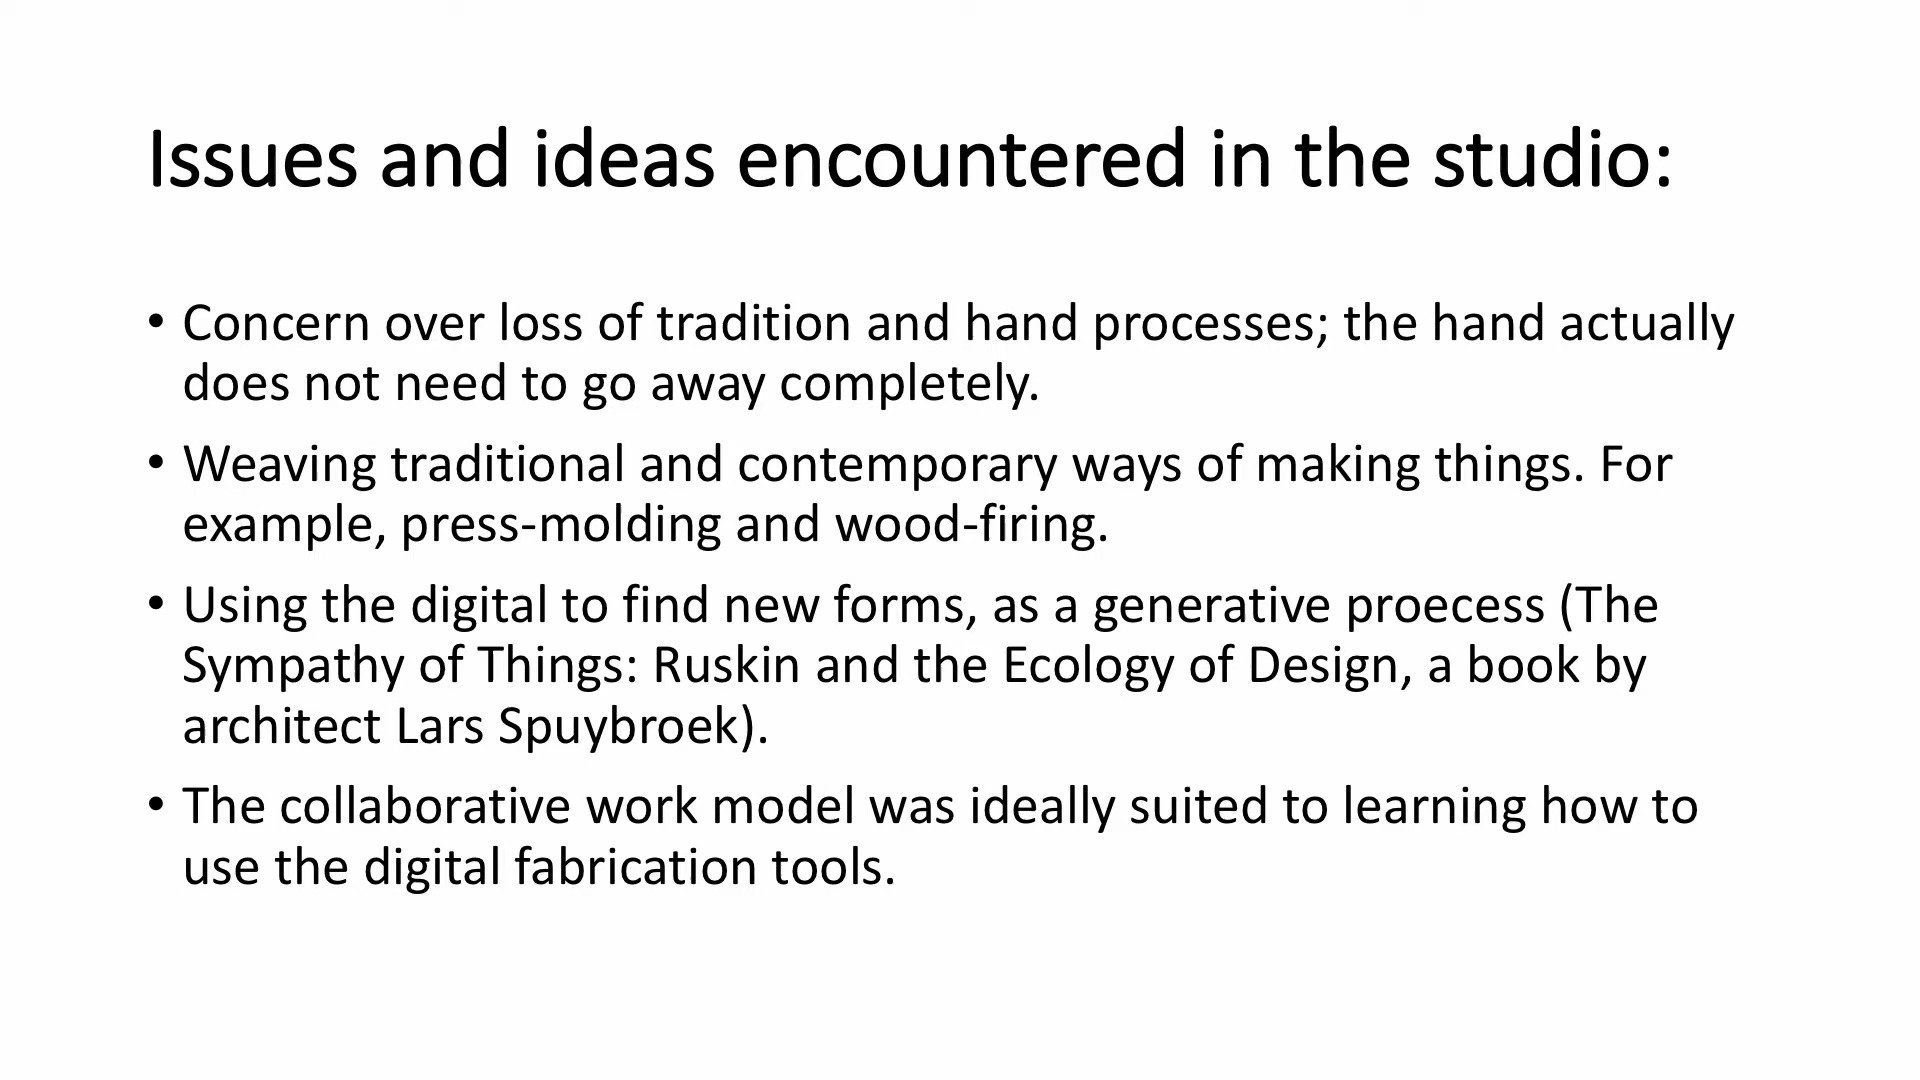 Issues and ideas encountered in the studio:
• Concern over loss of tradition and hand processes; the hand actually
does not need to go away completely.
• Weaving traditional and contemporary ways of making things. For
example, press-molding and wood-firing.
• Using the digital to find new forms, as a generative proecess (The
Sympathy of Things: Ruskin and the Ecology of Design, a book by
architect Lars Spuybroek).
• The collaborative work model was ideally suited to learning how to
use the digital fabrication tools.